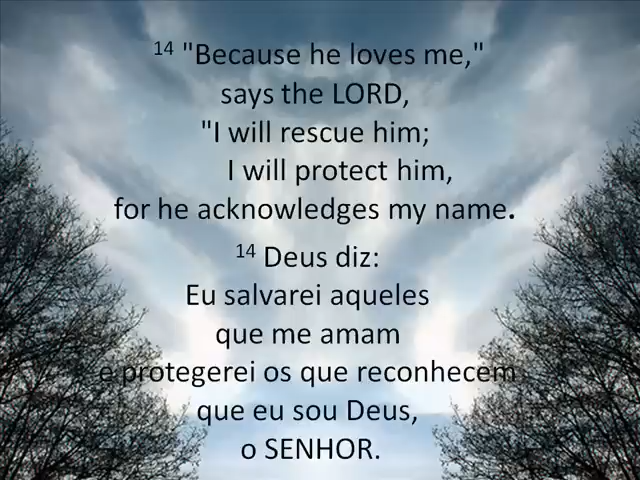 14 "Because he loves me,"
says the LORD,
"I will rescue him;
I will protect him,
for he acknowledges my name.
14 Deus diz:
Eu salvarei aqueles
que me amam
e protegerei os que reconhecem
que eu sou Deus,
o SENHOR.